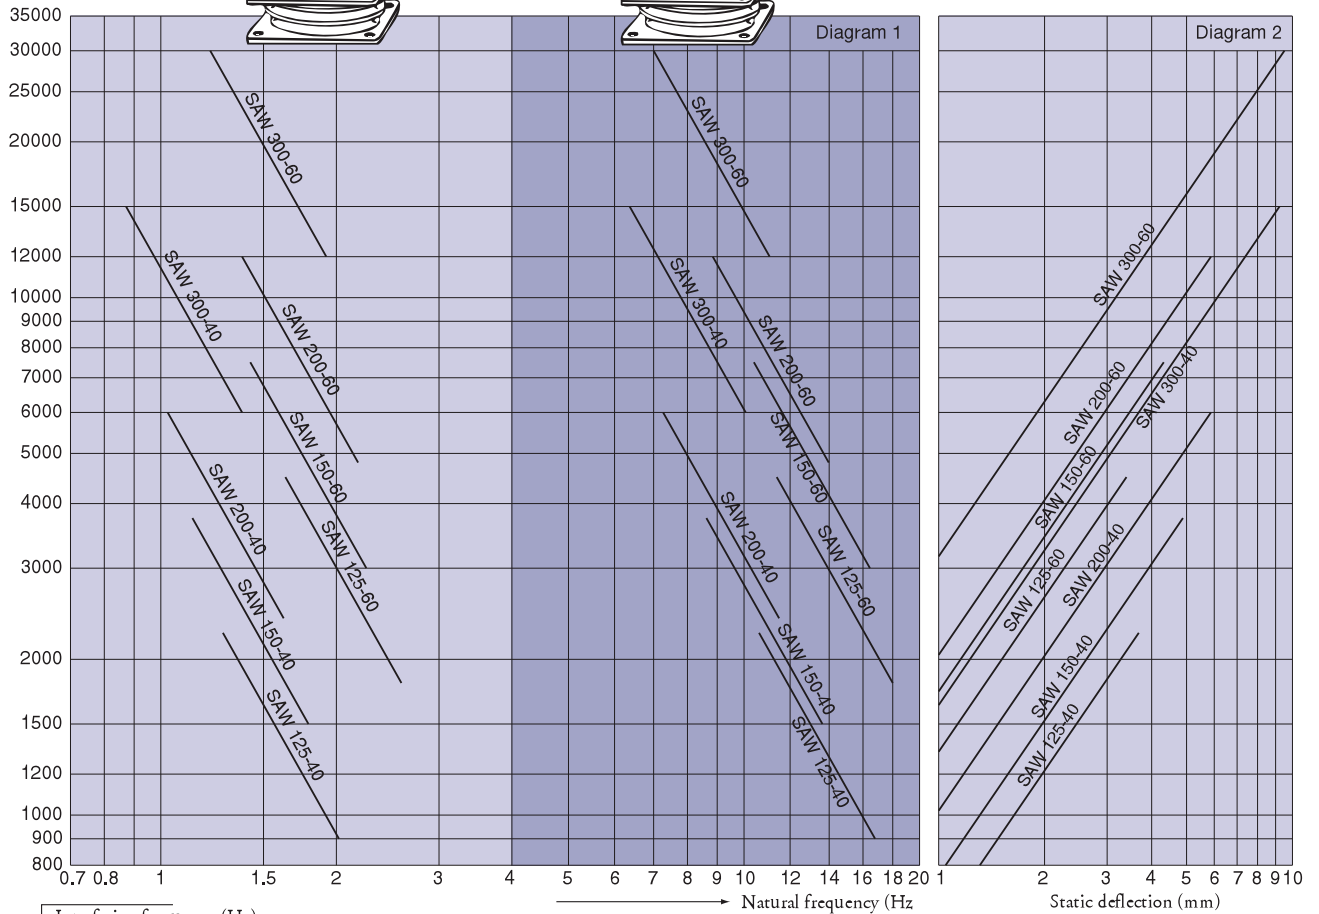 35000
30000
25000
20000
15000
12000
10000
9000
8000
7000
6000
5000
4000
3000
2000
1500
1200
1000
900
800
Diagram 1
SAW 300-60
SAW 300-40
SAW 200-60
SAW 150-60
SAW 200-40
SAW 125-60
SAW 150-40
SAW 125-40
SAW 300-60
SAW 300-40
SAW 200-60
SAW 150-60
SAW 200-40
SAW 125-60
SAW 150-40
SAW 125-40
0.7 0.8 1 1.5 2 3 4 5 6 7 8 9 10 12 14 16 18 20
Natural frequency (Hz
Diagram 2
SAW 300-60
SAW 200-60
SAW 300-40
SAW 150-60
SAW 125-60
SAW 200-40
SAW 150-40
SAW 125-40
1 2 3 4 5 6 7 8 9 10
Static deflection (mm)